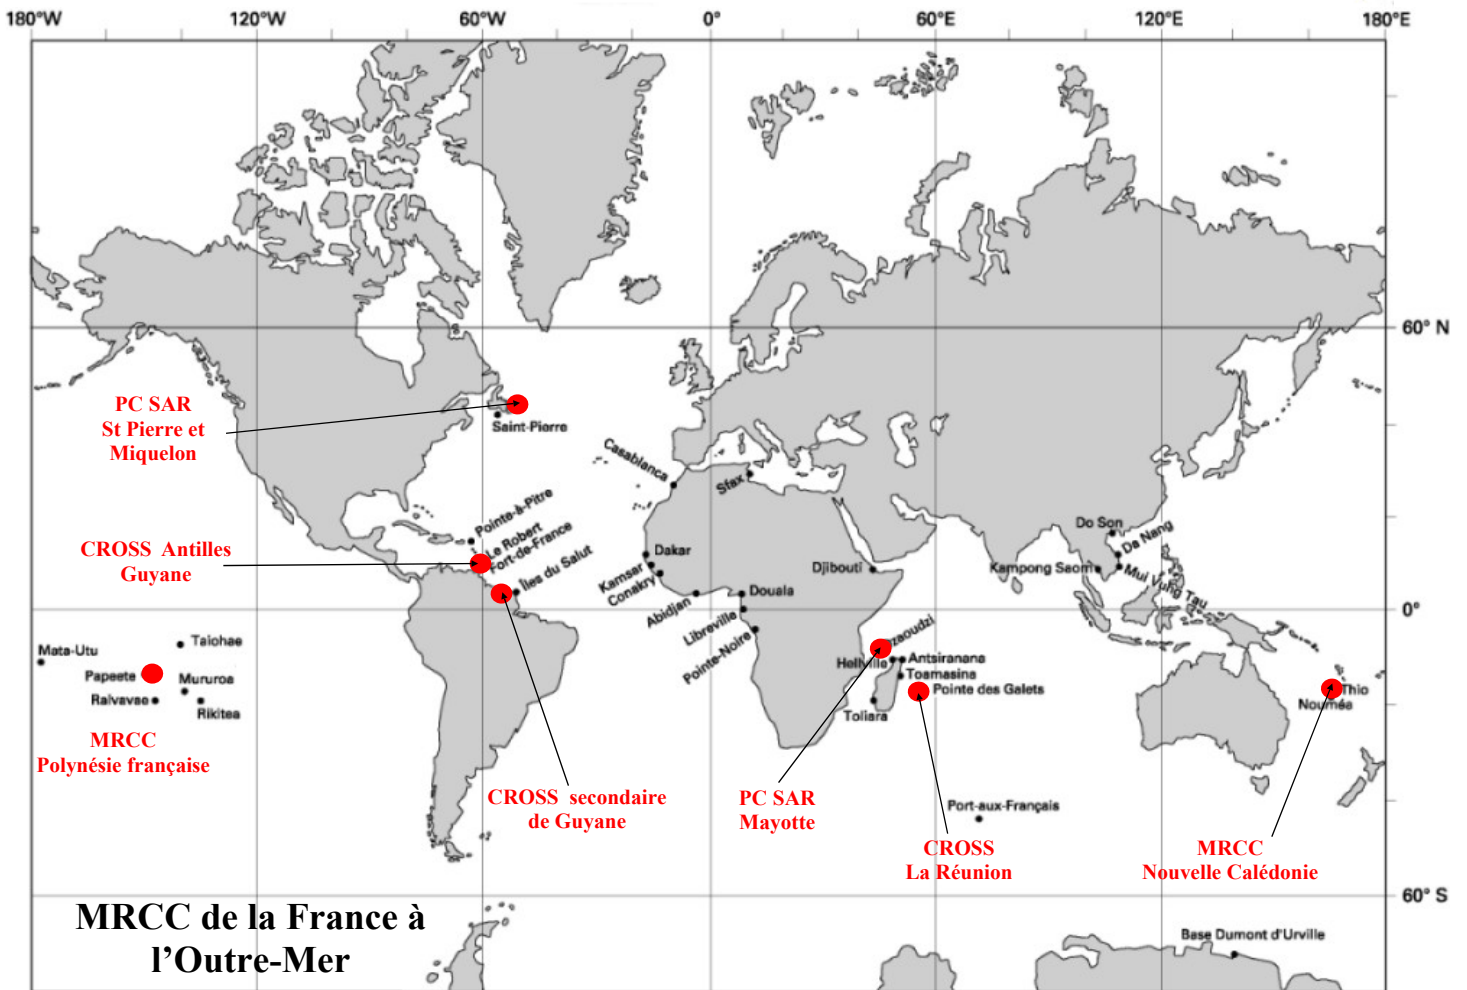 180°W 120°W 60°W 0° 60°E 120°E 180°E
60° N
PC SAR
St Pierre et
Miquelon
Saint-Pierre
Casablanca
Sfax
Pointe-à-Pitre
Le Robert
Fort-de-France
CROSS Antilles
Guyane
Îles du Salut
Dakar
Kamsar
Conakry
Abidjan
Douala
Libreville
Pointe-Noire
Djibouti
Do Son
Da Nang
Kampong Saom
Mui Vung Tau
0°
Mata-Utu
Taiohae
Papeete
Mururoa
Raivavae
Rikitea
MRCC
Polynésie française
zaoudzi
Hellville
Antsiranana
Toamasina
Pointe des Galets
Toliara
Thio
Nouméa
CROSS secondaire
de Guyane
PC SAR
Mayotte
Port-aux-Français
CROSS
La Réunion
MRCC
Nouvelle Calédonie
60° S
MRCC de la France à
l’Outre-Mer
Base Dumont d'Urville